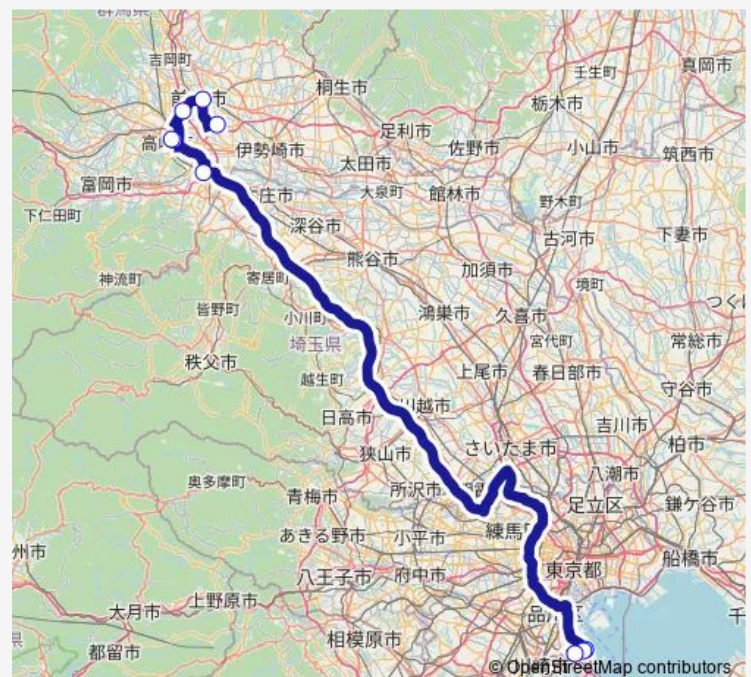 群馬県
吉岡町
真岡市
壬生町
桐生市
栃木市
前
市
高
足利市
佐野市
小山市
筑西市
伊勢崎市
太田市
富岡市
大泉町
館林市
野木町
庄市
下仁田町
深谷市
古河市
下妻市
熊谷市
加須市
神流町
寄居町
境町
皆野町
鴻巣市
久喜市
つく
小川町
宮代町
常総市
埼玉県
秩父市
越生町
上尾市
春日部市
守谷市
日高市
川越市
吉川市
さいたま市
柏市
狭山市
八潮市
奥多摩町
所沢市
青梅市
足立区
鎌ケ谷市
練馬
あきる野市
小平市
船橋市
州市
八王子市
府中市
東京都
上野原市
大月市
品川区
千
都留市
相模原市
© OpenStreetMap contributors